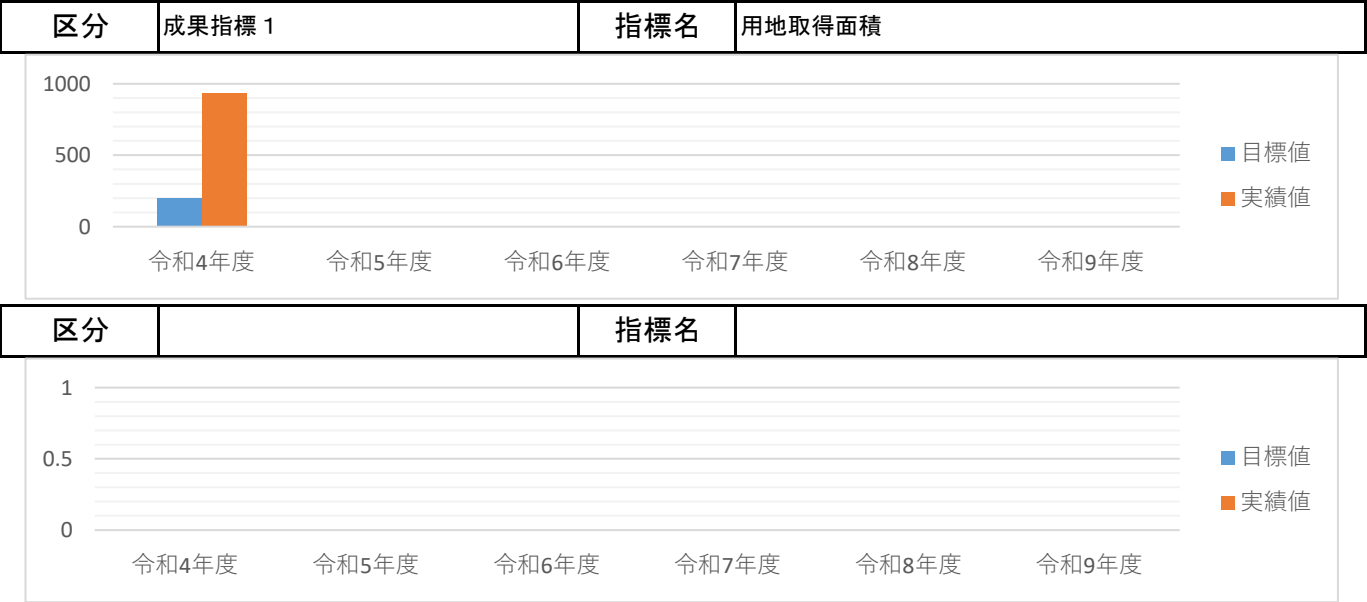 区分 成果指標１ 指標名 用地取得面積
1000
500
0
令和4年度 令和5年度 令和6年度 令和7年度 令和8年度 令和9年度
目標値
実績値
区分 指標名
1
0.5
0
令和4年度 令和5年度 令和6年度 令和7年度 令和8年度 令和9年度
目標値
実績値